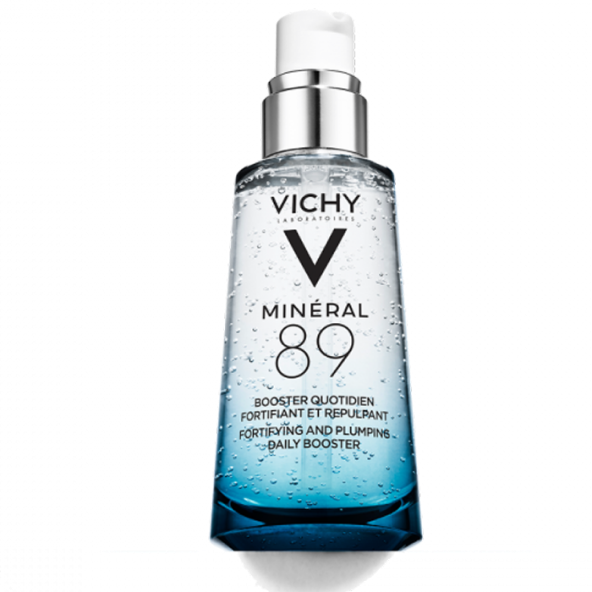 VICHY
LABORATOIRES
V
MINÉRAL
89
BOOSTER QUOTIDIEN
FORTIFIANT ET REPULPANT
FORTIFYING AND PLUMPING
DAILY BOOSTER